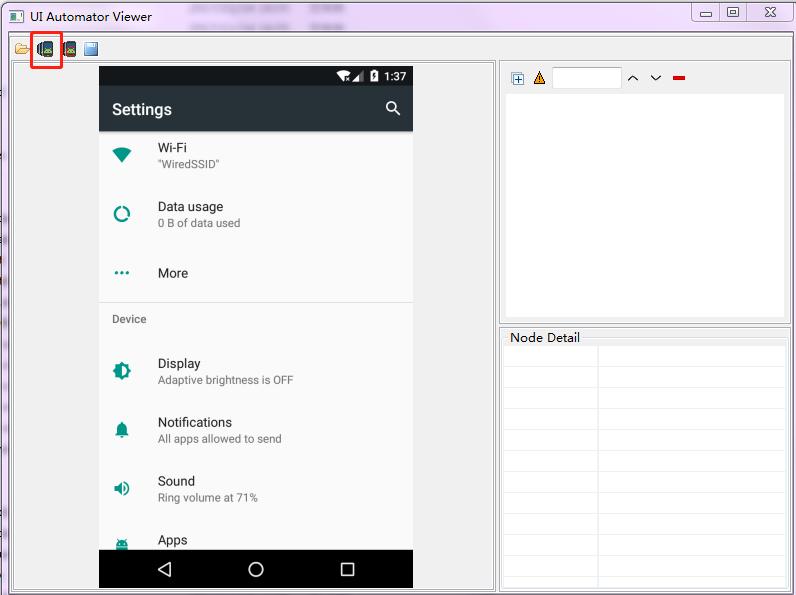 UI Automator Viewer
1:37
Settings
Wi-Fi
"WiredSSID"
Data usage
0 B of data used
More
Device
Display
Adaptive brightness is OFF
Notifications
All apps allowed to send
Sound
Ring volume at 71%
Apps
Node Detail